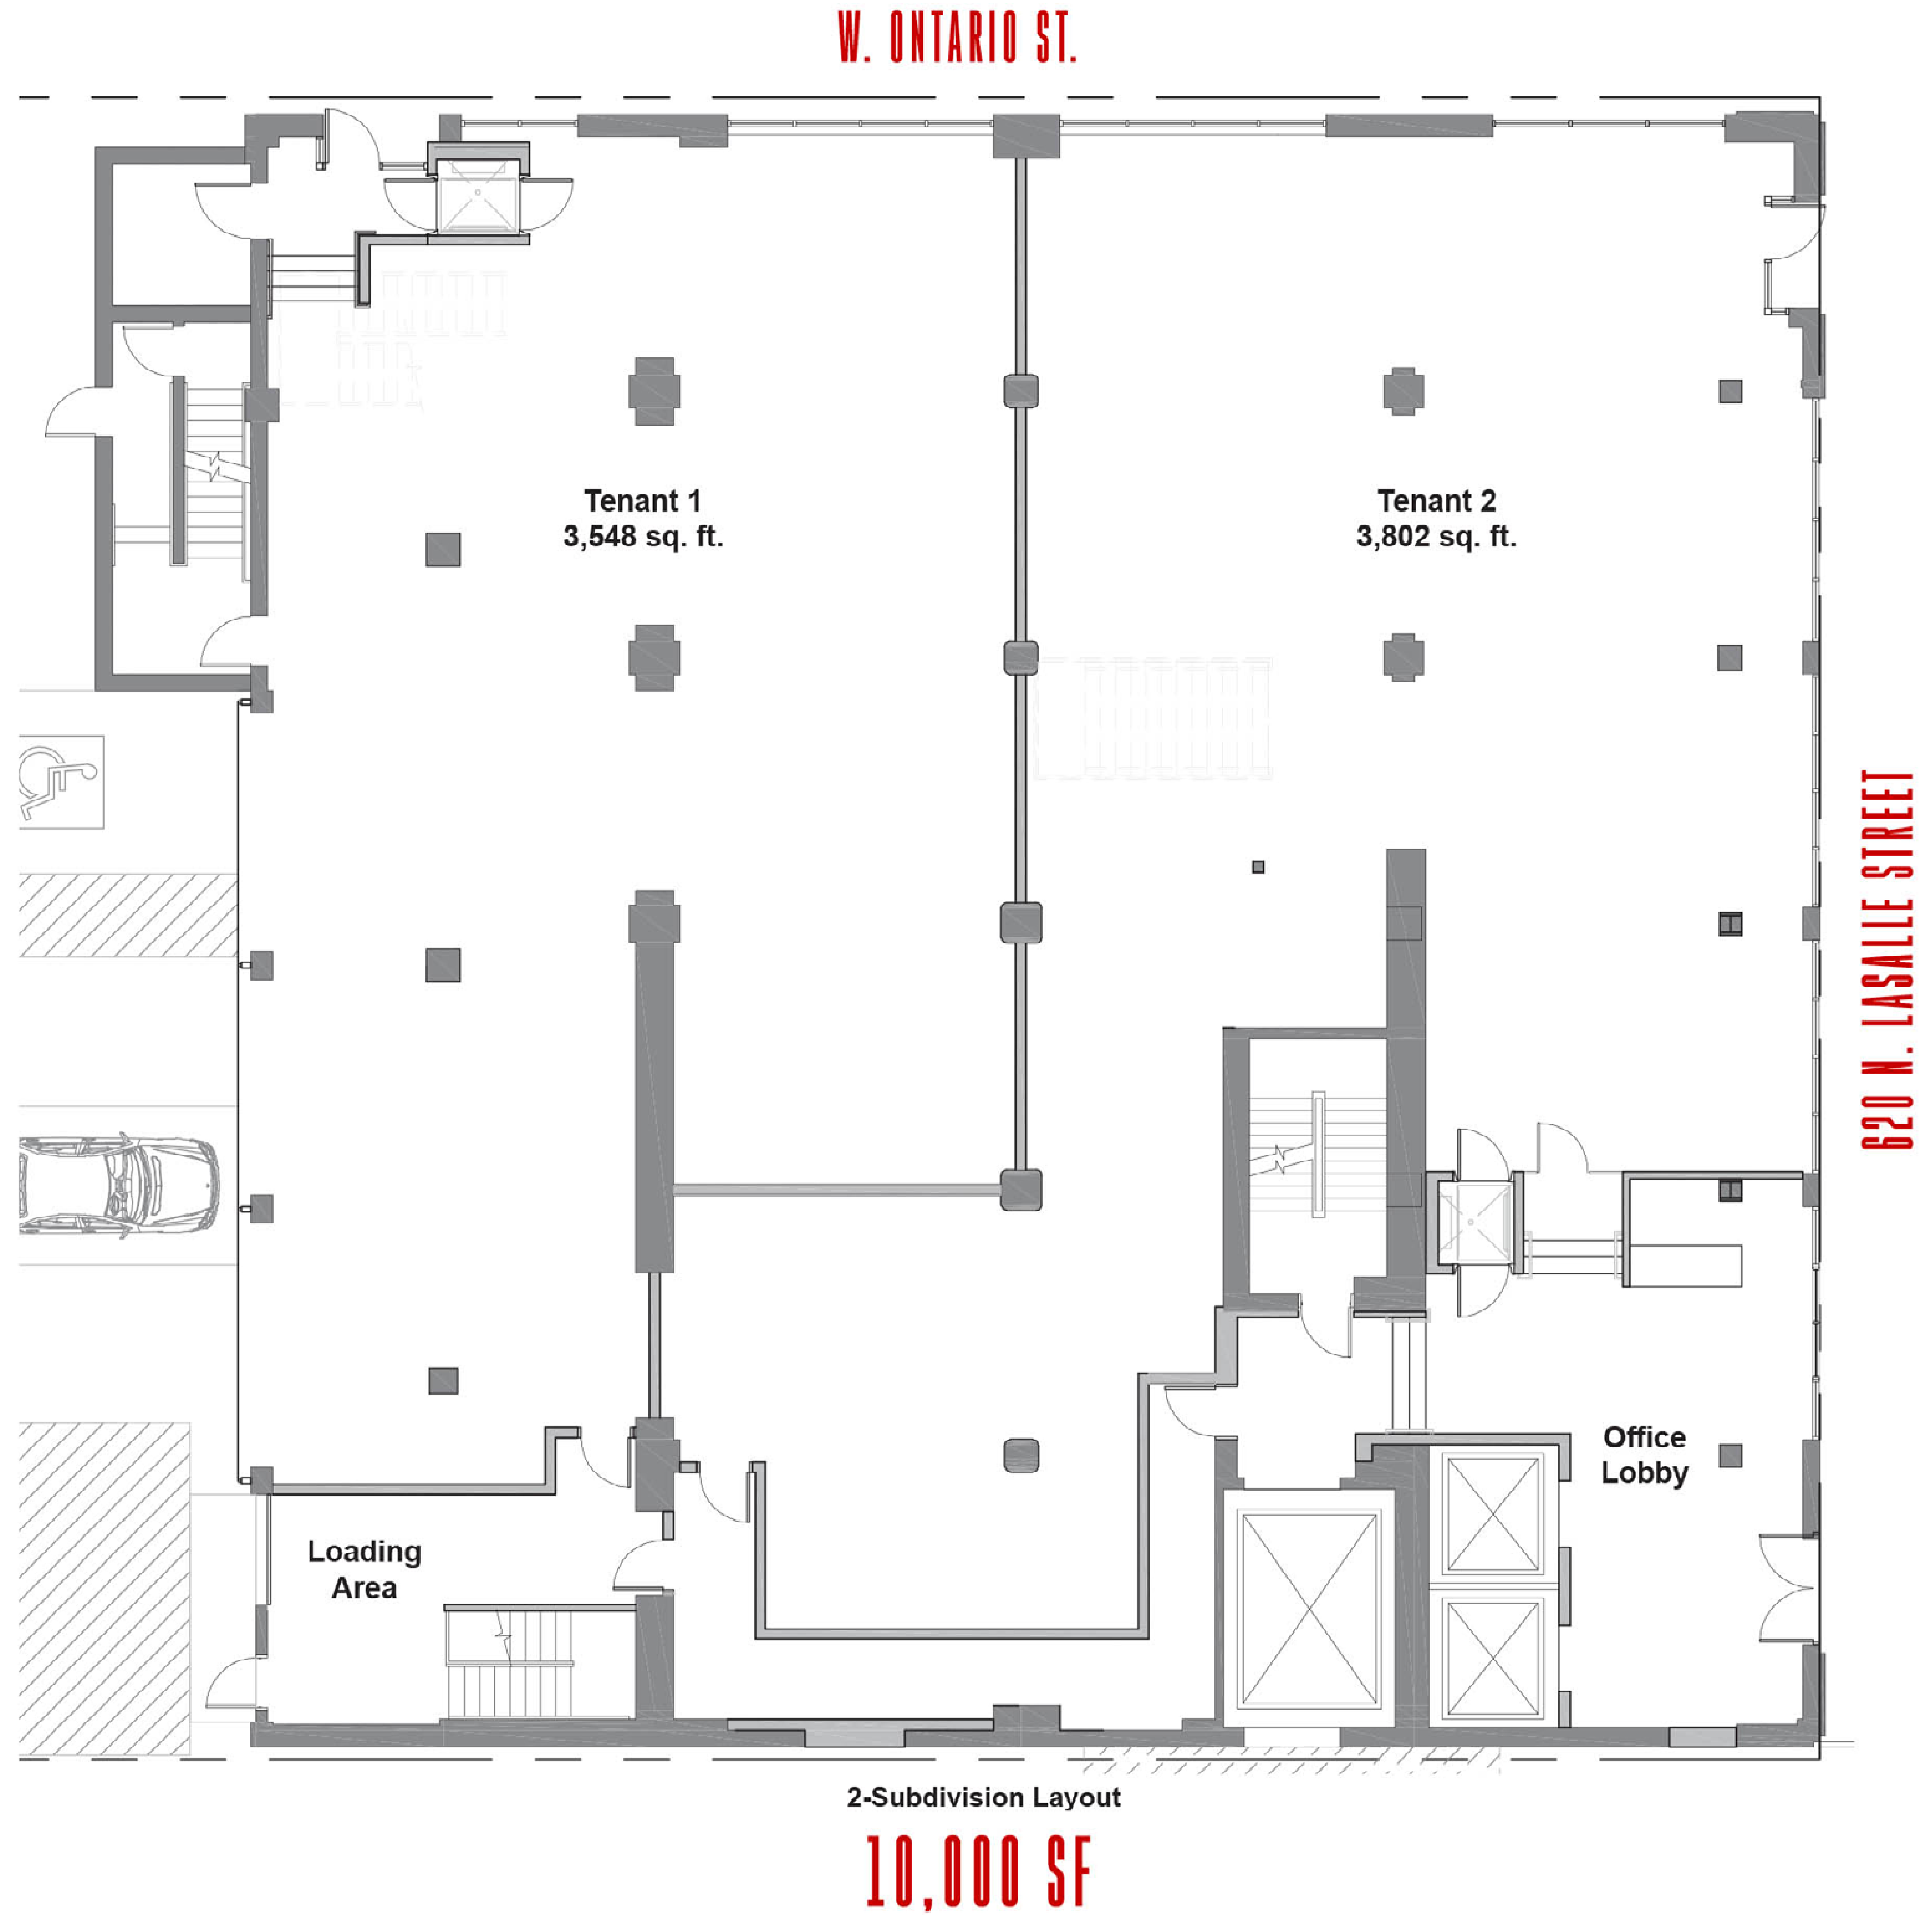 W. ONTARIO ST.
Tenant 1
3,548 sq. ft.
Tenant 2
3,802 sq. ft.
620 N. LASALLE STREET
Office
Lobby
Loading
Area
2-Subdivision Layout
10,000 SF